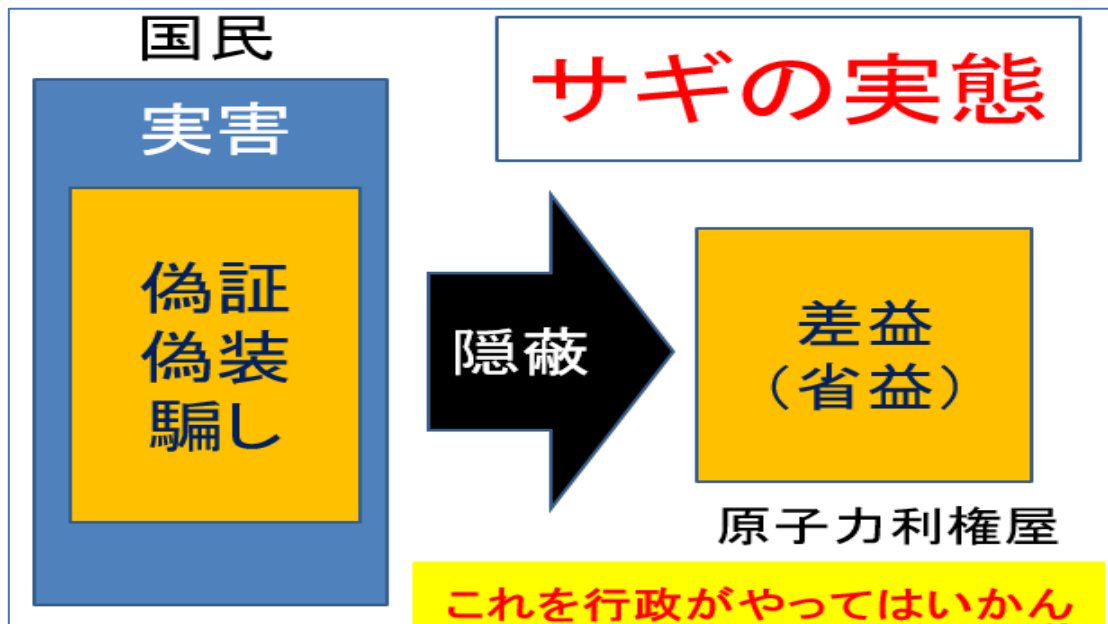 国民
サギの実態
実害
偽証
偽装
騙し
隠蔽
差益
（省益）
原子力利権屋
これを行政がやってはいかん